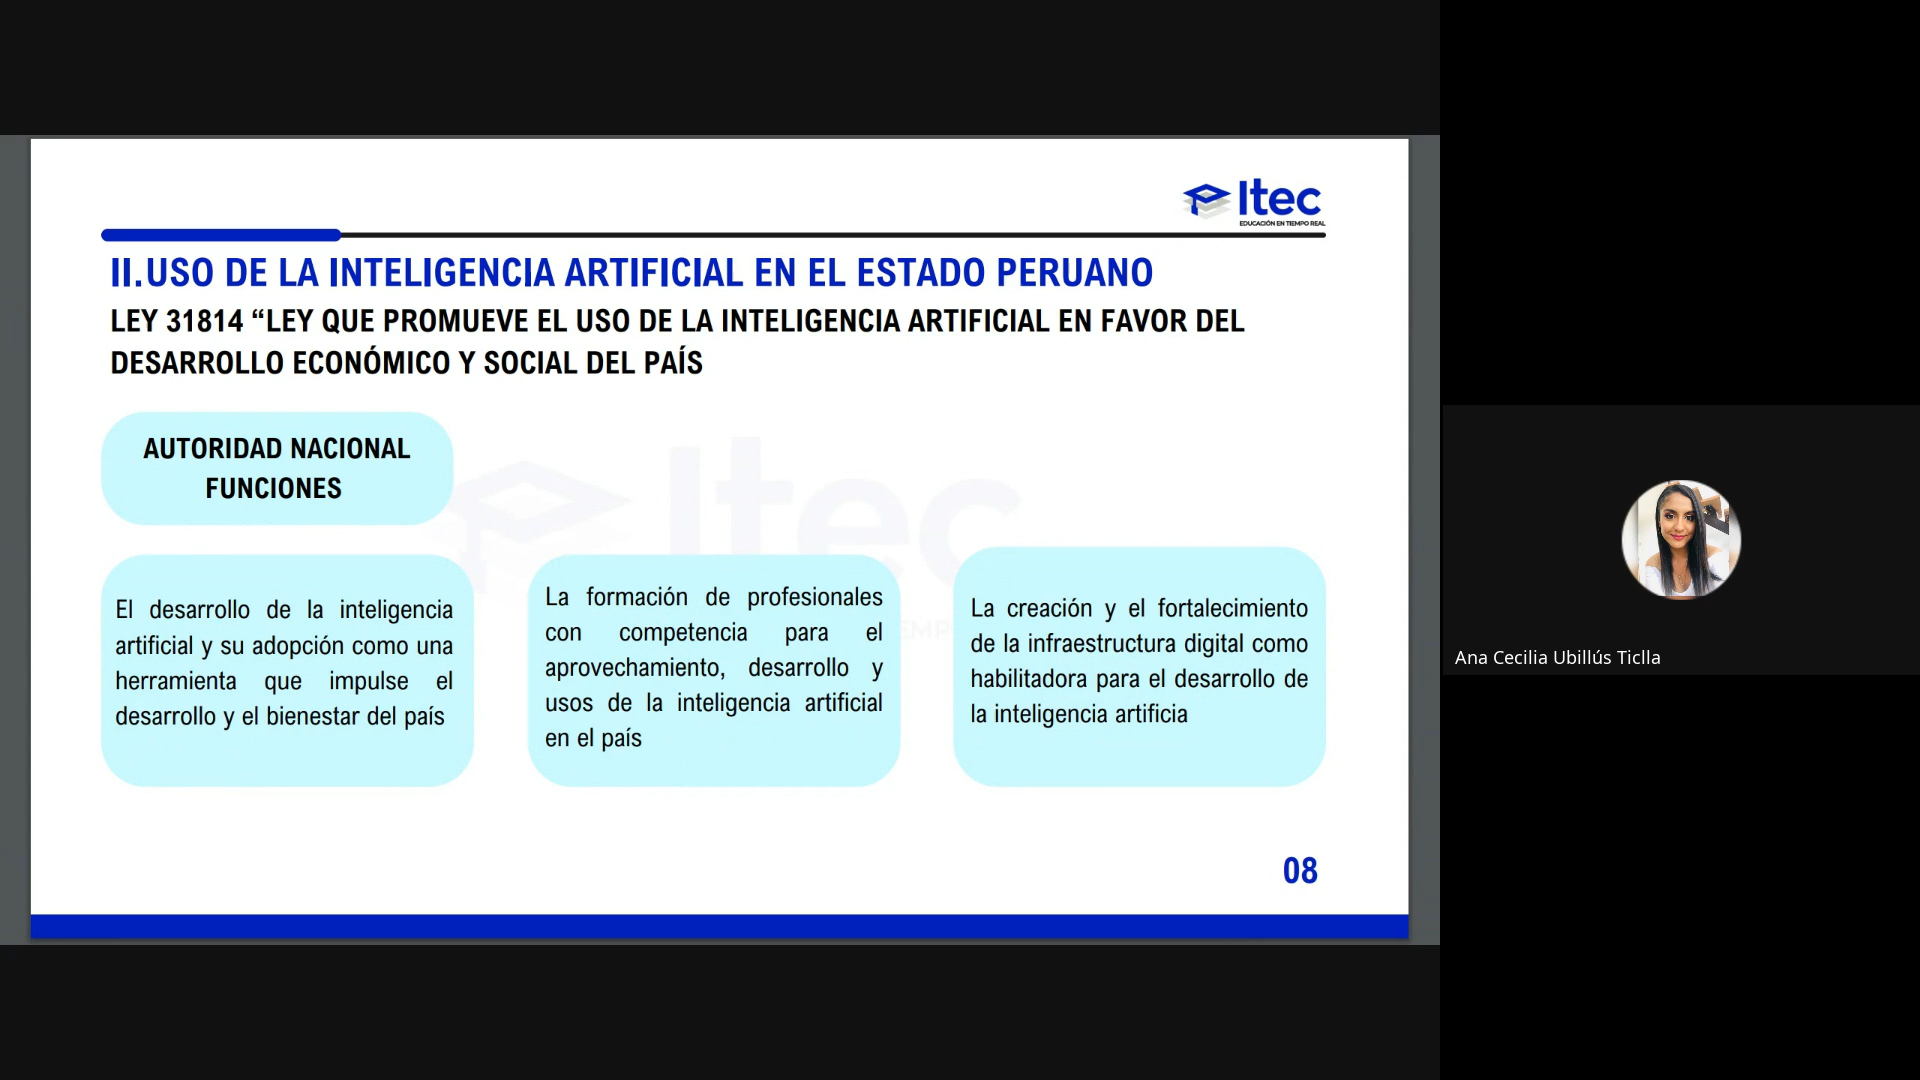 Itec
EDUCACIÓN EN TIEMPO REAL
II.USO DE LA INTELIGENCIA ARTIFICIAL EN EL ESTADO PERUANO
LEY 31814 “LEY QUE PROMUEVE EL USO DE LA INTELIGENCIA ARTIFICIAL EN FAVOR DEL
DESARROLLO ECONÓMICO Y SOCIAL DEL PAÍS
AUTORIDAD NACIONAL
FUNCIONES
Itec
El desarrollo de la inteligencia
artificial y su adopción como una
herramienta que impulse el
desarrollo y el bienestar del país
La formación de profesionales
con competencia para el
aprovechamiento, desarrollo y
usos de la inteligencia artificial
en el país
La creación y el fortalecimiento
de la infraestructura digital como
habilitadora para el desarrollo de
la inteligencia artificia
08
Ana Cecilia Ubillús Ticlla